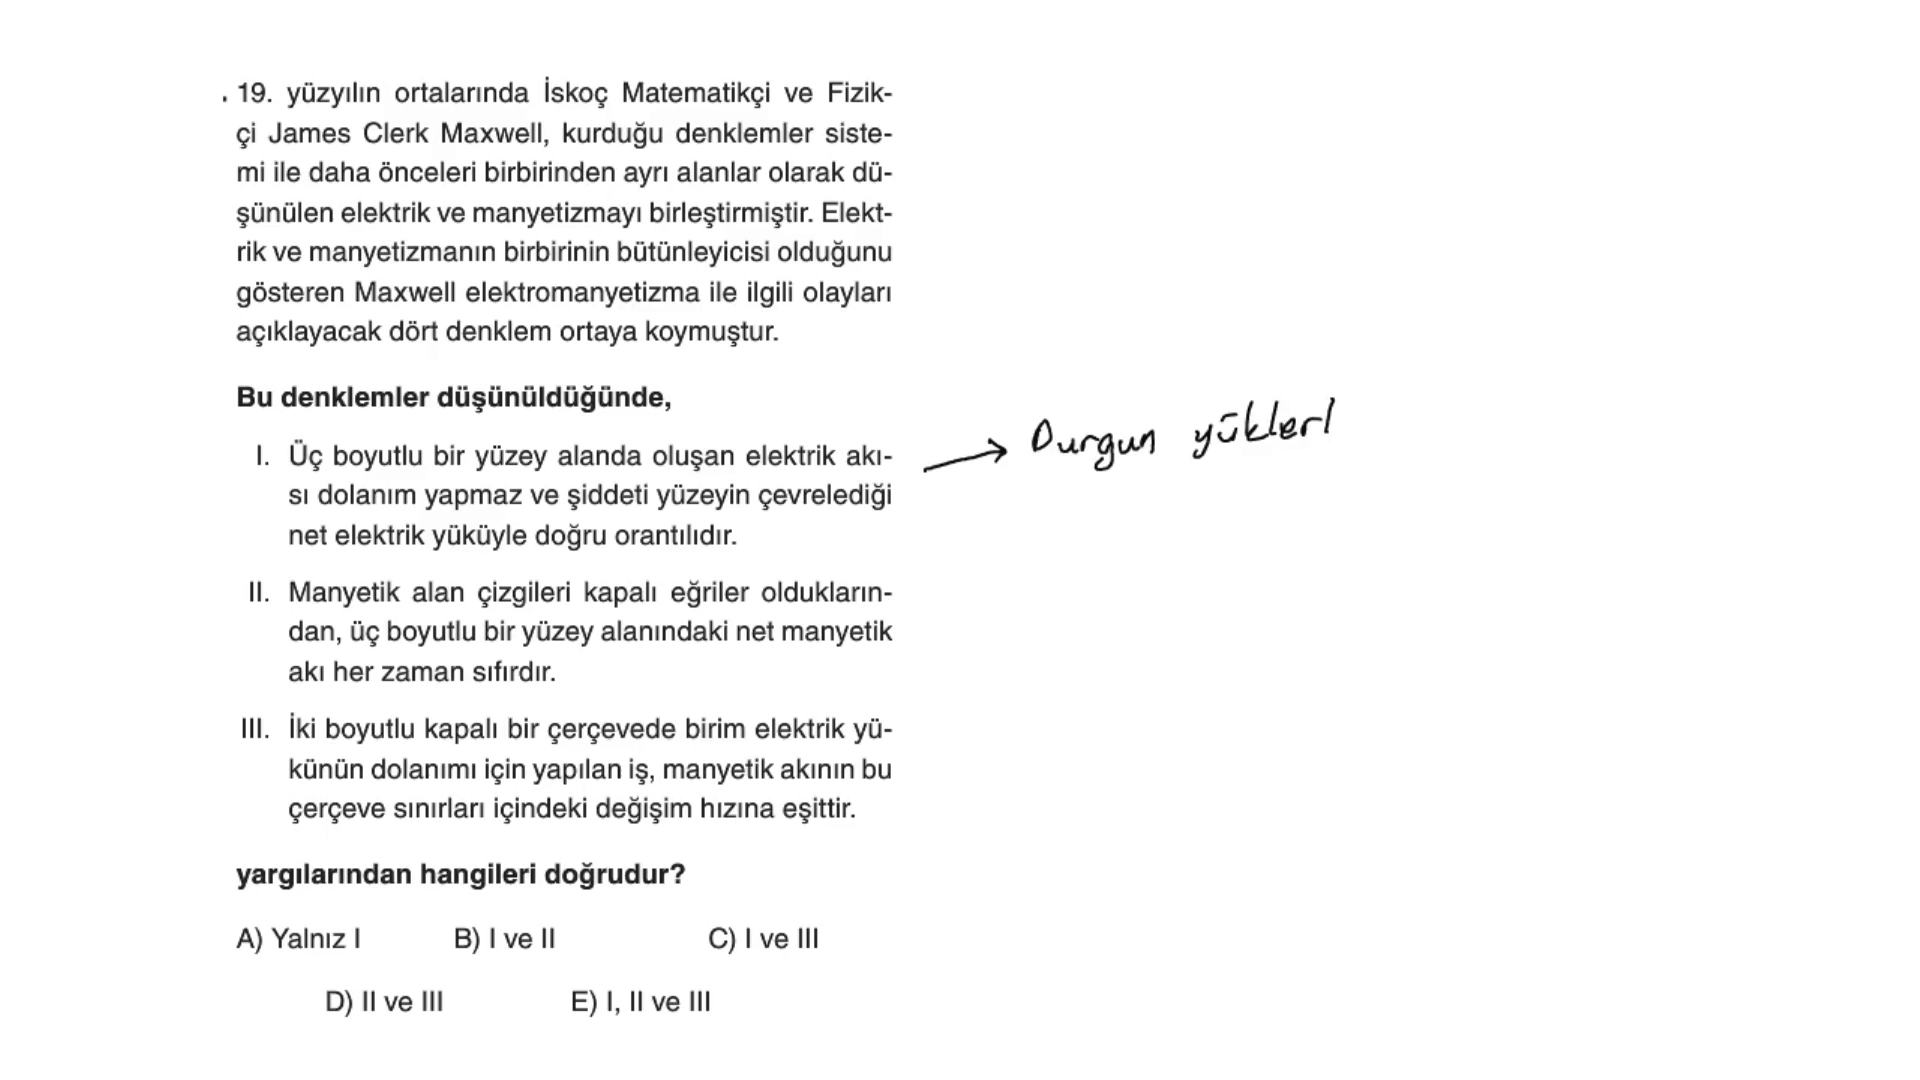 . 19. yüzyılın ortalarında İskoç Matematikçi ve Fizik-
çi James Clerk Maxwell, kurduğu denklemler siste-
mi ile daha önceleri birbirinden ayrı alanlar olarak dü-
şünülen elektrik ve manyetizmayı birleştirmiştir. Elekt-
rik ve manyetizmanın birbirinin bütünleyicisi olduğunu
gösteren Maxwell elektromanyetizma ile ilgili olayları
açıklayacak dört denklem ortaya koymuştur.
Bu denklemler düşünüldüğünde,
I. Üç boyutlu bir yüzey alanda oluşan elektrik akı-
sı dolanım yapmaz ve şiddeti yüzeyin çevrelediği
net elektrik yüküyle doğru orantılıdır.
→ Durgun yüklerl
II. Manyetik alan çizgileri kapalı eğriler oldukların-
dan, üç boyutlu bir yüzey alanındaki net manyetik
akı her zaman sıfırdır.
III. İki boyutlu kapalı bir çerçevede birim elektrik yü-
künün dolanımı için yapılan iş, manyetik akının bu
çerçeve sınırları içindeki değişim hızına eşittir.
yargılarından hangileri doğrudur?
A) Yalnız I B) I ve II C) I ve III
D) II ve III E) I, II ve III